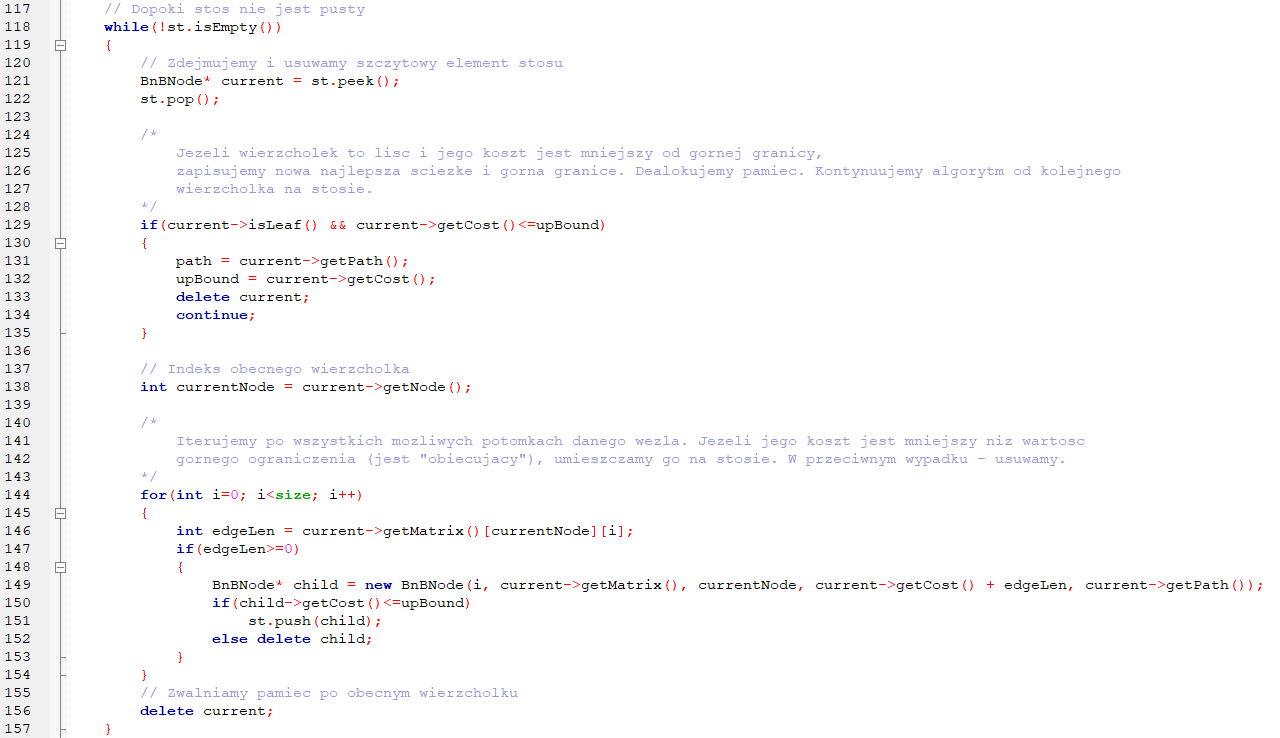 117 // Dopoki stos nie jest pusty
118 while(!st.isEmpty())
119 {
120 // Zdejmujemy i usuwamy szczytowy element stosu
121 BnBNode* current = st.peek();
122 st.pop();
123
124 /*
125 Jezeli wierzcholek to lisc i jego koszt jest mniejszy od gornej granicy,
126 zapisujemy nowa najlepsza sciezke i gorna granice. Dealokujemy pamiec. Kontynuujemy algorytm od kolejnego
127 wierzcholka na stosie.
128 */
129 if(current->isLeaf() && current->getCost()<=upBound)
130 {
131 path = current->getPath();
132 upBound = current->getCost();
133 delete current;
134 continue;
135 }
136
137 // Indeks obecnego wierzcholka
138 int currentNode = current->getNode();
139
140 /*
141 Iterujemy po wszystkich mozliwych potomkach danego wezla. Jezeli jego koszt jest mniejszy niz wartosc
142 gornego ograniczenia (jest "obiecujacy"), umieszczamy go na stosie. W przeciwnym wypadku - usuwamy.
143 */
144 for(int i=0; i<size; i++)
145 {
146 int edgeLen = current->getMatrix()[currentNode][i];
147 if(edgeLen>=0)
148 {
149 BnBNode* child = new BnBNode(i, current->getMatrix(), currentNode, current->getCost() + edgeLen, current->getPath());
150 if(child->getCost()<=upBound)
151 st.push(child);
152 else delete child;
153 }
154 }
155 // Zwalniamy pamiec po obecnym wierzcholku
156 delete current;
157 }